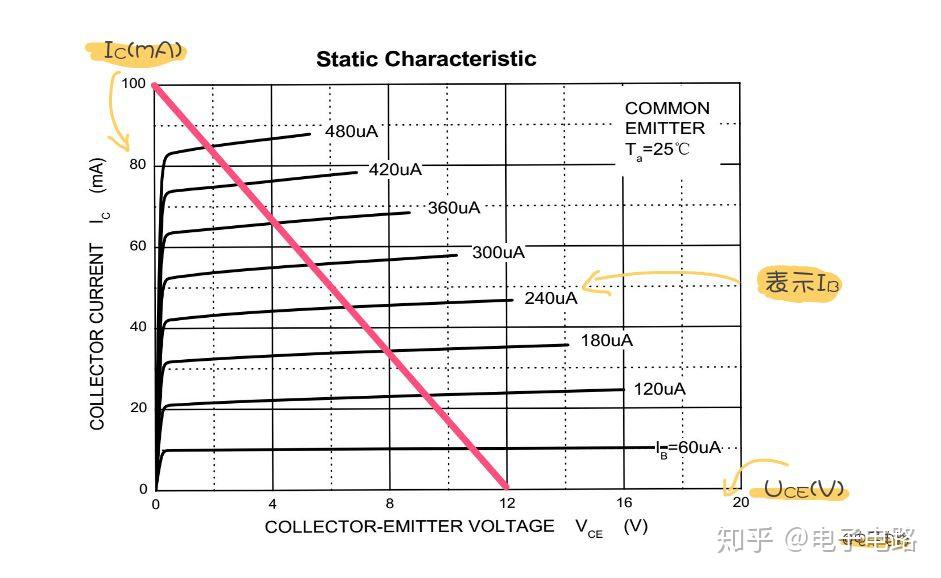 IC(mA)
Static Characteristic
100
480uA
COMMON
EMITTER
Ta=25℃
80
420uA
360uA
60
300uA
表示IB
240uA
40
180uA
120uA
20
IB=60uA
0
UCE(V)
0 4 8 12 16 20
COLLECTOR CURRENT IC (mA)
COLLECTOR-EMITTER VOLTAGE VCE (V)
知乎 @电子电路